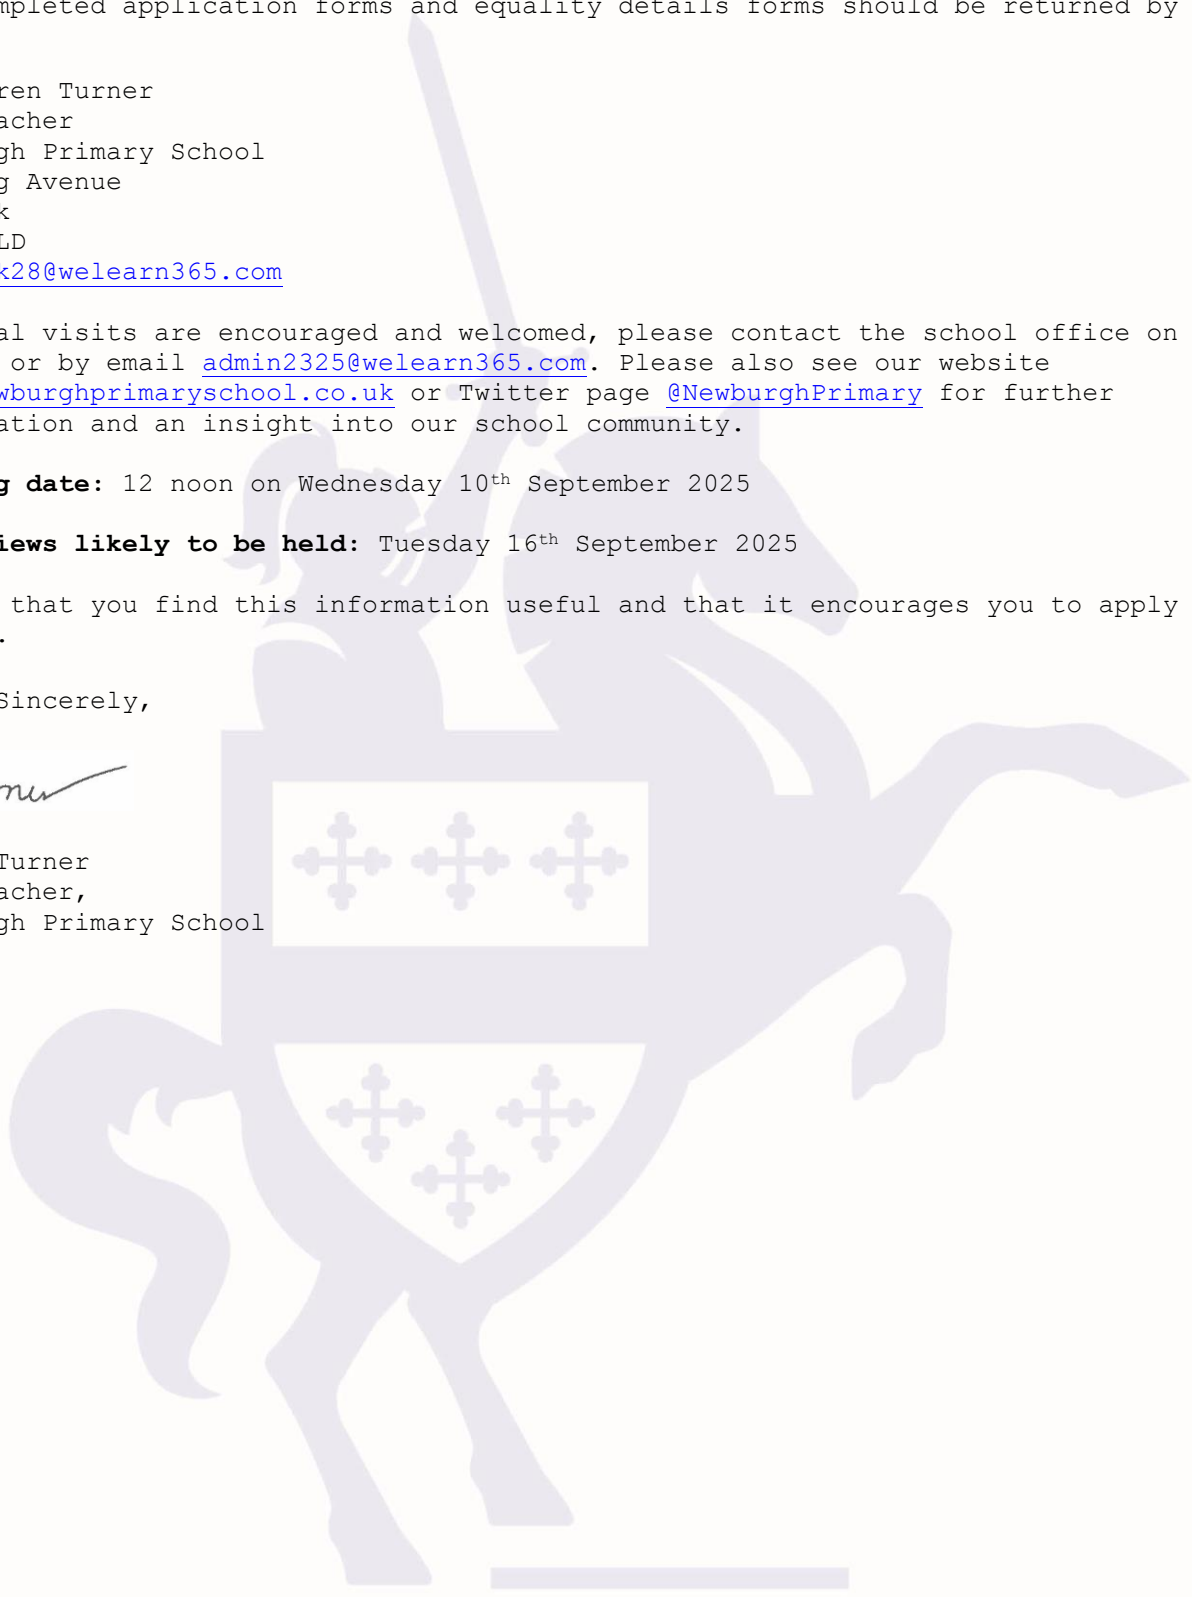 mpleted application forms and equality details forms should be returned by
ren Turner
acher
gh Primary School
g Avenue
k
LD
k28@welearn365.com
al visits are encouraged and welcomed, please contact the school office on
or by email admin2325@welearn365.com. Please also see our website
wburghprimaryschool.co.uk or Twitter page @NewburghPrimary for further
ation and an insight into our school community.
g date: 12 noon on Wednesday 10th September 2025
iews likely to be held: Tuesday 16th September 2025
that you find this information useful and that it encourages you to apply
.
Sincerely,
Turner
acher,
gh Primary School